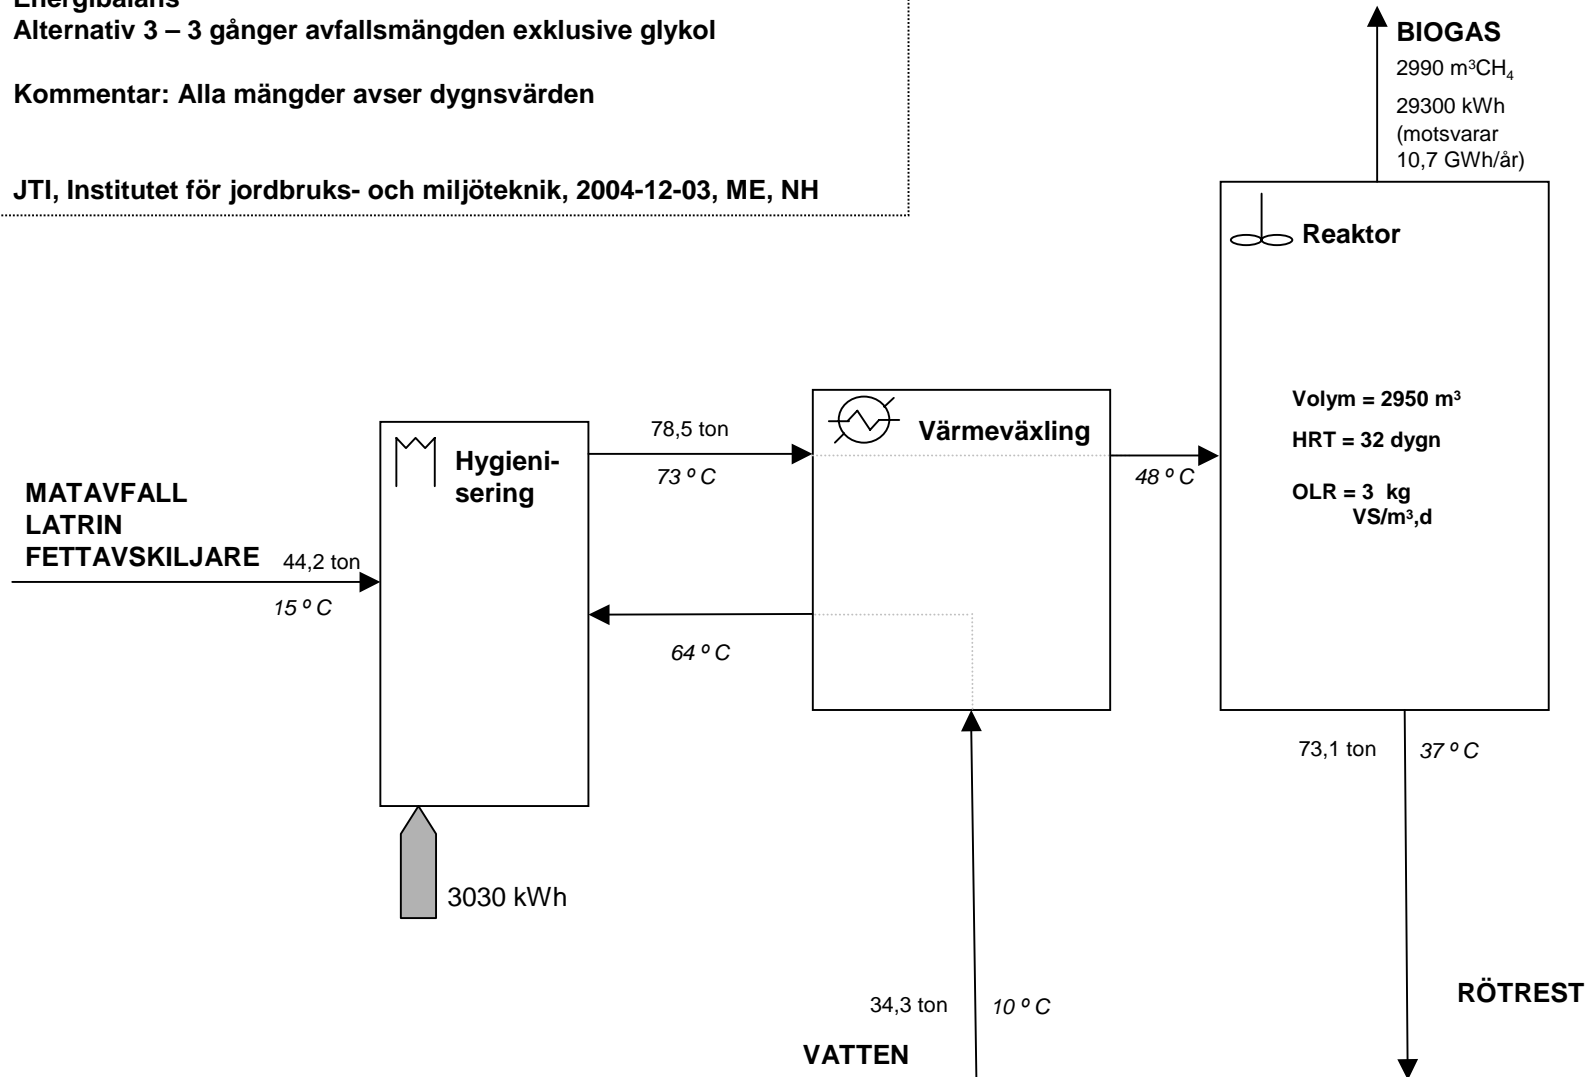 Energibalans
Alternativ 3 – 3 gånger avfallsmängden exklusive glykol
Kommentar: Alla mängder avser dygnsvärden
JTI, Institutet för jordbruks- och miljöteknik, 2004-12-03, ME, NH
BIOGAS
2990 m³CH₄
29300 kWh
(motsvarar
10,7 GWh/år)
Reaktor
Volym = 2950 m³
HRT = 32 dygn
OLR = 3 kg
VS/m³,d
MATAVFALL
LATRIN
FETTAVSKILJARE
44,2 ton
15 º C
Hygieni-
sering
78,5 ton
73 º C
Värmeväxling
48 º C
64 º C
3030 kWh
34,3 ton
10 º C
VATTEN
73,1 ton
37 º C
RÖTREST